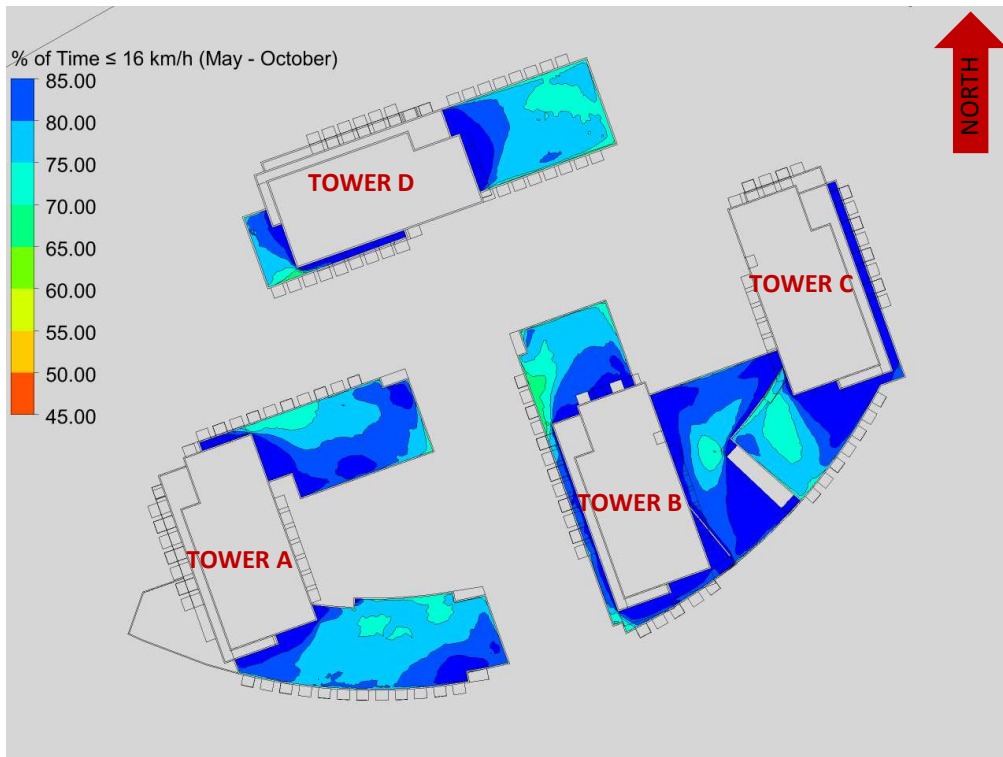 % of Time ≤ 16 km/h (May - October)
85.00
80.00
75.00
70.00
65.00
60.00
55.00
50.00
45.00
NORTH
TOWER D
TOWER C
TOWER B
TOWER A